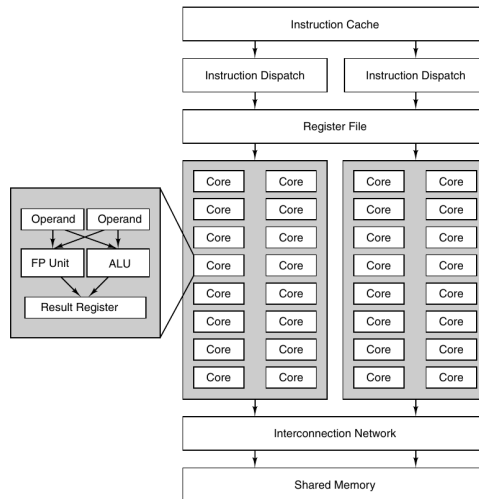 Instruction Cache
Instruction Dispatch Instruction Dispatch
Register File
Core Core Core Core
Core Core Core Core
Operand Operand
Core Core Core Core
FP Unit ALU
Core Core Core Core
Result Register
Core Core Core Core
Core Core Core Core
Core Core Core Core
Core Core Core Core
Interconnection Network
Shared Memory